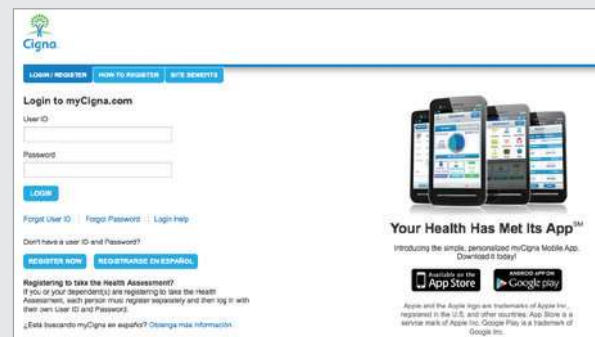 Cigna
LOGIN / REGISTER
HOW TO REGISTER
SITE BENEFITS
Login to myCigna.com
User ID
Password
LOGIN
Forgot User ID
Forgot Password
Login Help
Don't have a user ID and Password?
REGISTER NOW
REGISTRARSE EN ESPAÑOL
Registering to take the Health Assessment?
If you or your dependent(s) are registering to take the Health
Assessment, each person must register separately and then log in with
their own User ID and Password.
¿Está buscando myCigna en español? Obtenga más información
Your Health Has Met Its App℠
Introducing the simple, personalized myCigna Mobile App.
Download it today!
Available on the
App Store
ANDROID APP ON
Google play
Apple and the Apple logo are trademarks of Apple Inc.,
registered in the U.S. and other countries. App Store is a
service mark of Apple Inc. Google Play is a trademark of
Google Inc.